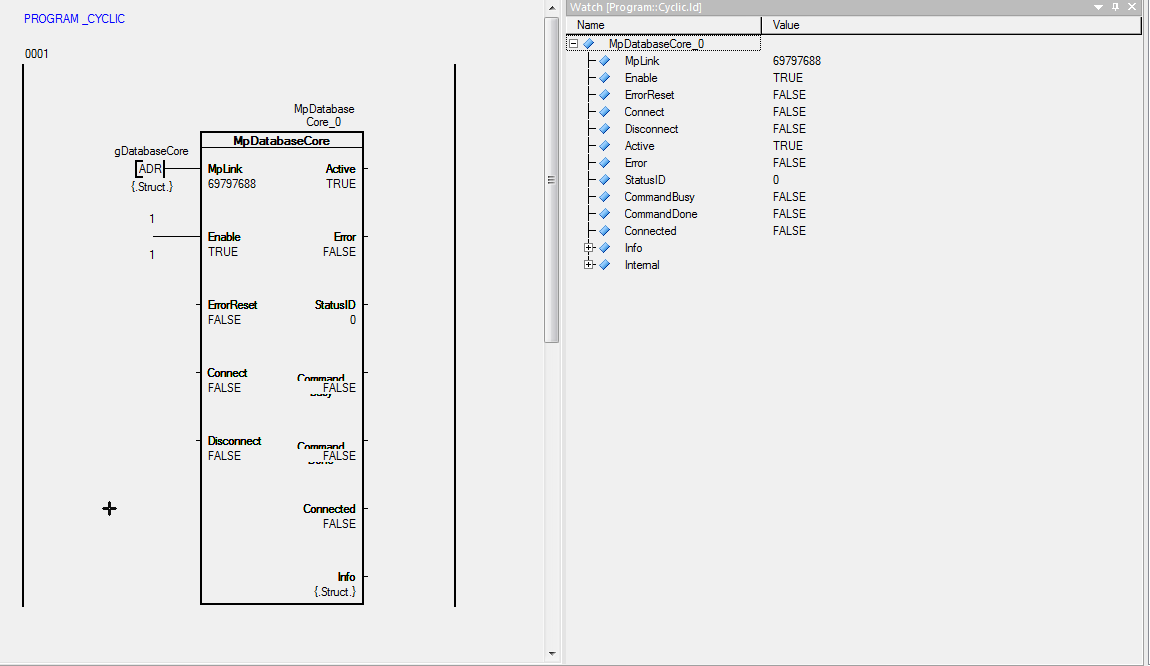 PROGRAM _CYCLIC
0001
MpDatabase
Core_0
MpDatabaseCore
gDatabaseCore
ADR
{.Struct.}
MpLink
69797688
Active
TRUE
1
1
Enable
TRUE
Error
FALSE
ErrorReset
FALSE
StatusID
0
Connect
FALSE
Command
Busy
FALSE
Disconnect
FALSE
Command
Done
FALSE
Connected
FALSE
Info
{.Struct.}
Watch [Program::Cyclic.ld]
Name Value
MpDatabaseCore_0
MpLink 69797688
Enable TRUE
ErrorReset FALSE
Connect FALSE
Disconnect FALSE
Active TRUE
Error FALSE
StatusID 0
CommandBusy FALSE
CommandDone FALSE
Connected FALSE
Info
Internal